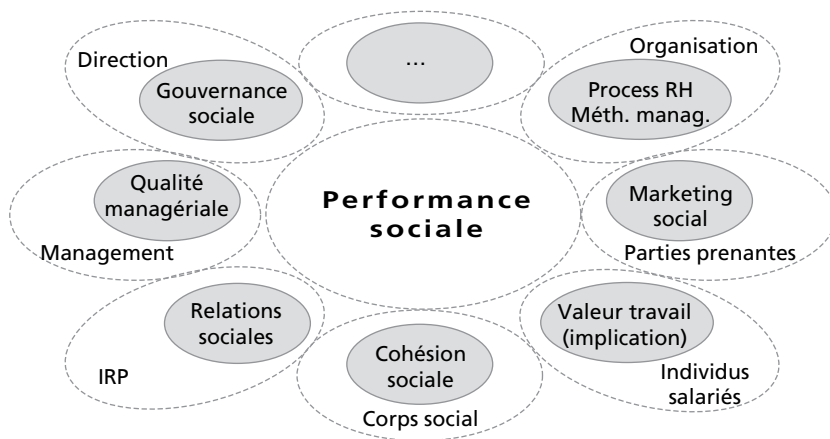 ...
Direction
Gouvernance
sociale
Organisation
Process RH
Méth. manag.
Qualité
managériale
Management
Performance
sociale
Marketing
social
Parties prenantes
Relations
sociales
IRP
Cohésion
sociale
Corps social
Valeur travail
(implication)
Individus
salariés